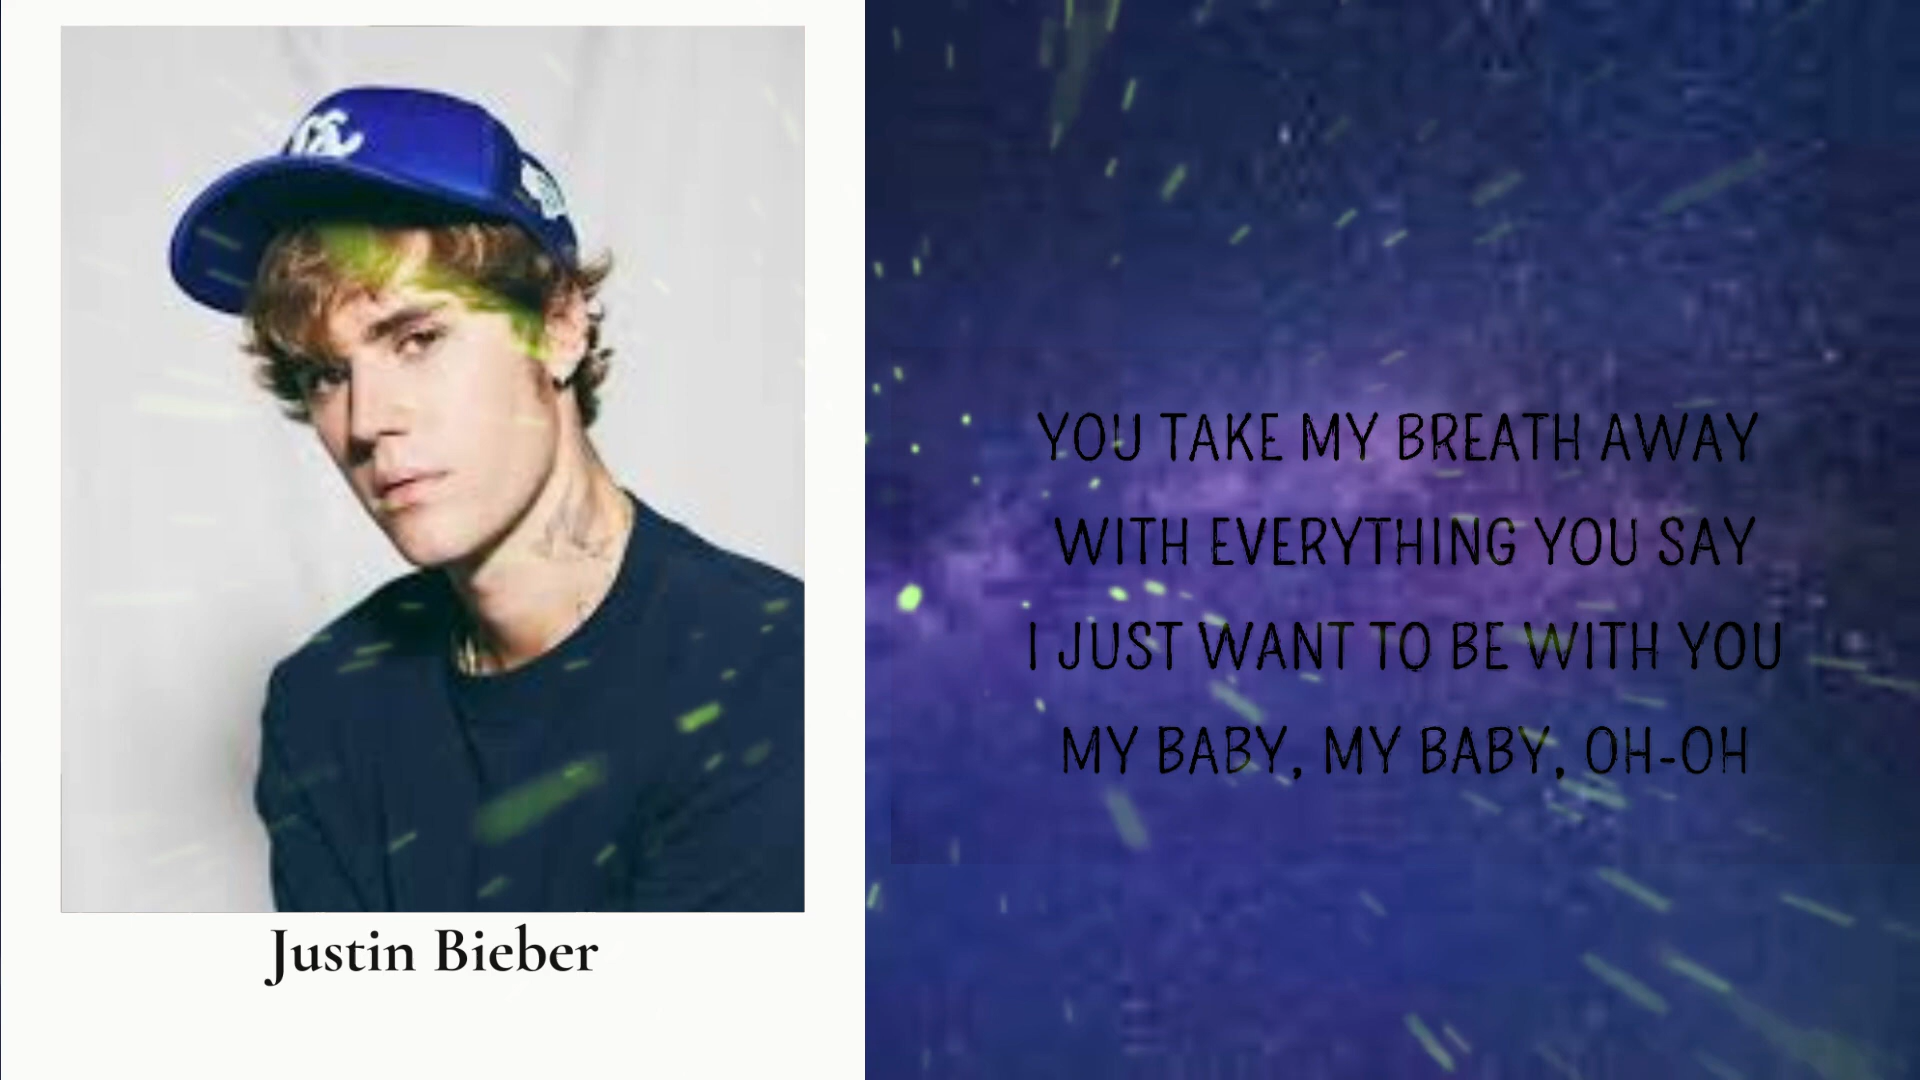 Justin Bieber
YOU TAKE MY BREATH AWAY
WITH EVERYTHING YOU SAY
I JUST WANT TO BE WITH YOU
MY BABY, MY BABY, OH-OH